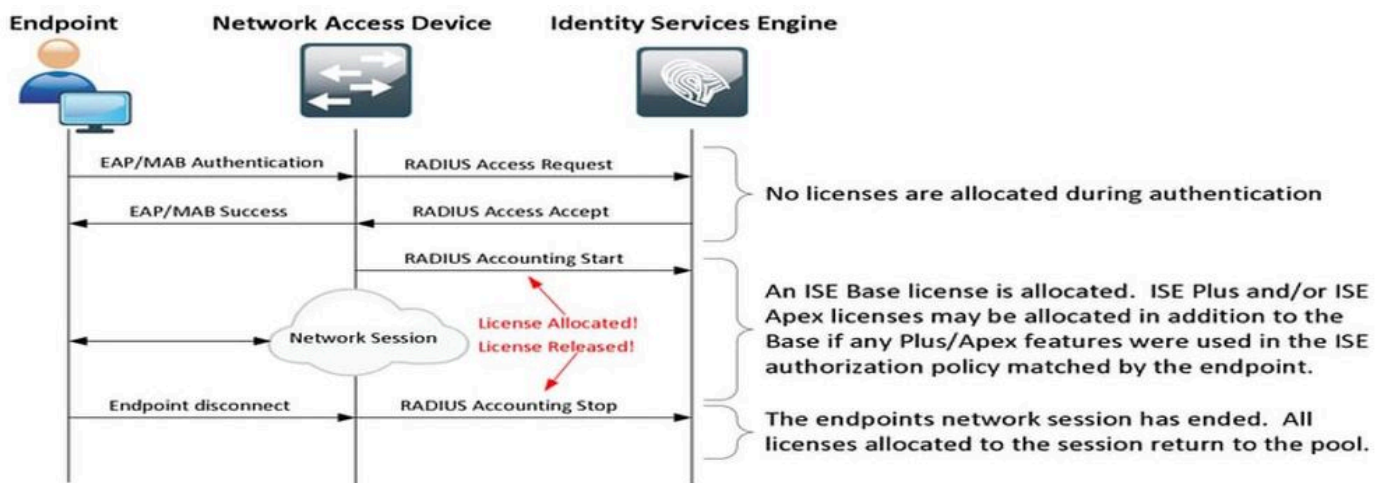 Endpoint
Network Access Device
Identity Services Engine
EAP/MAB Authentication
RADIUS Access Request
EAP/MAB Success
RADIUS Access Accept
No licenses are allocated during authentication
RADIUS Accounting Start
License Allocated!
Network Session
License Released!
An ISE Base license is allocated. ISE Plus and/or ISE
Apex licenses may be allocated in addition to the
Base if any Plus/Apex features were used in the ISE
authorization policy matched by the endpoint.
Endpoint disconnect
RADIUS Accounting Stop
The endpoints network session has ended. All
licenses allocated to the session return to the pool.